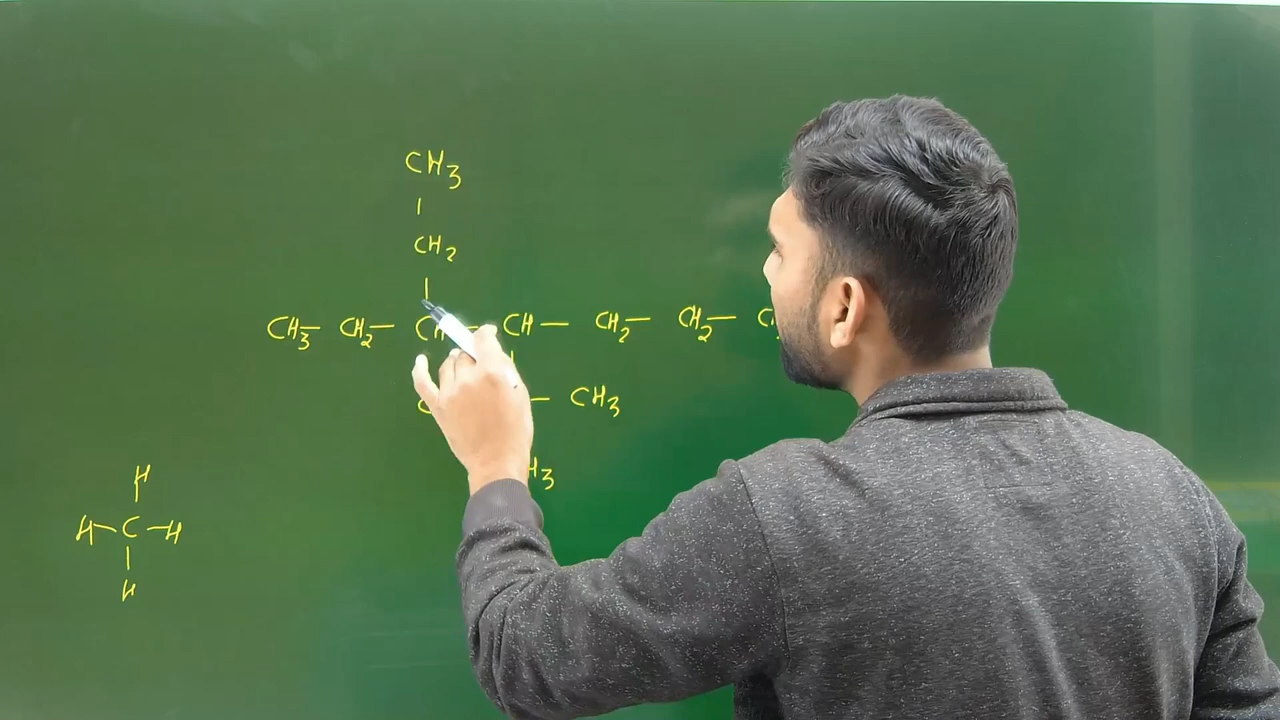 CH3
CH2
CH3 — CH2 — CH — CH — CH2 — CH2 —
— CH3
H3
H
H — C — H
H